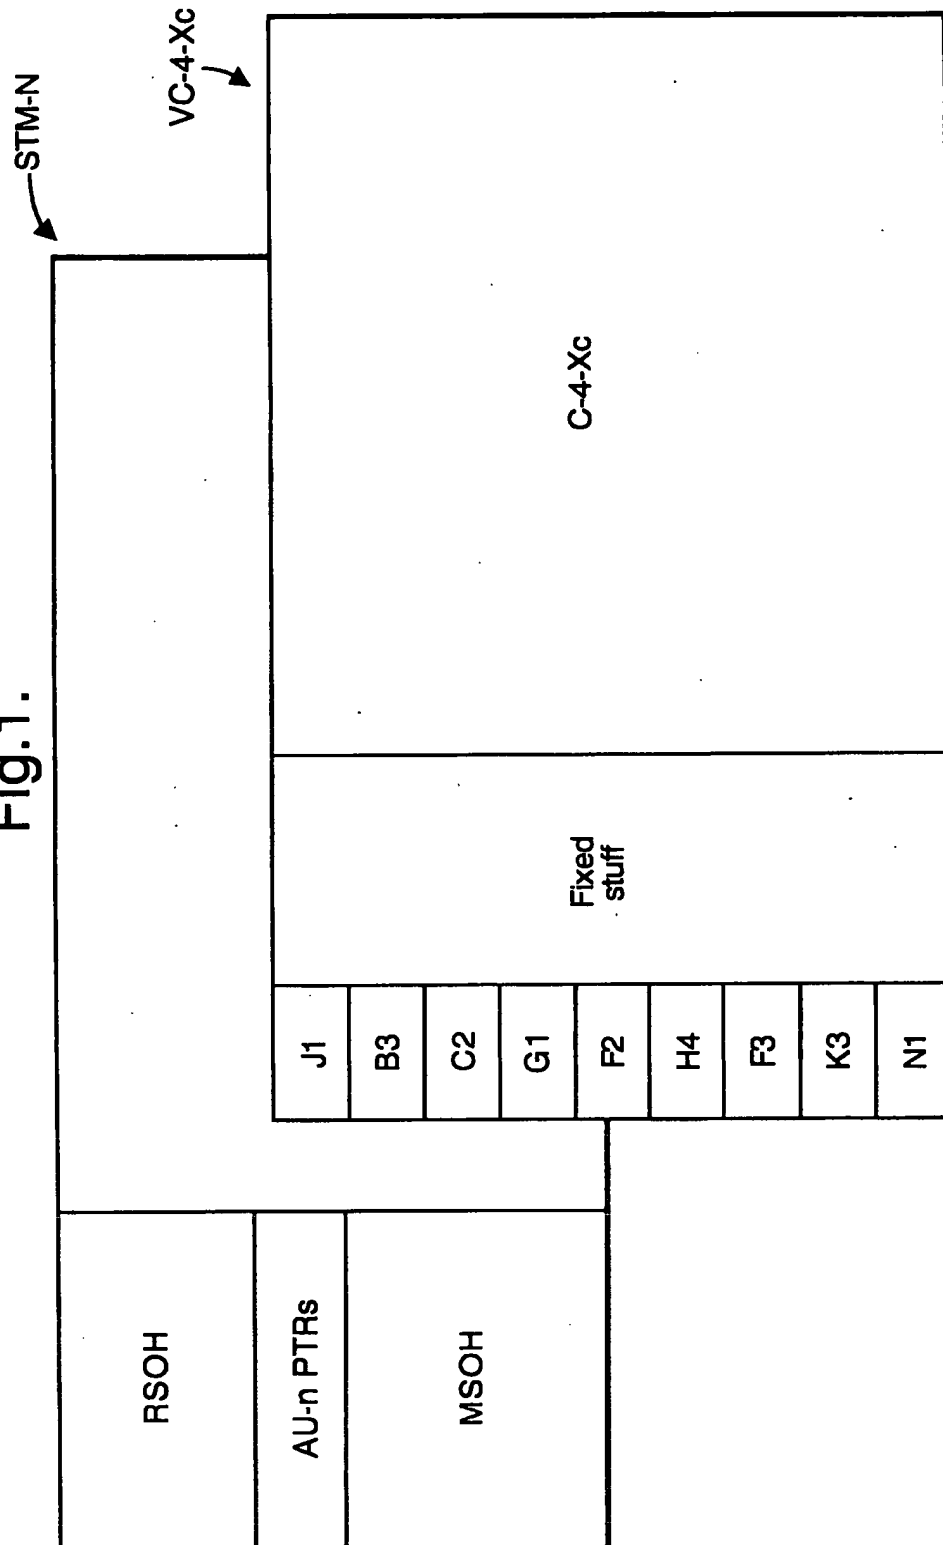 Fig.1.
STM-N
VC-4-Xc
RSOH
AU-n PTRs
MSOH
J1
B3
C2
G1
F2
H4
F3
K3
N1
Fixed
stuff
C-4-Xc